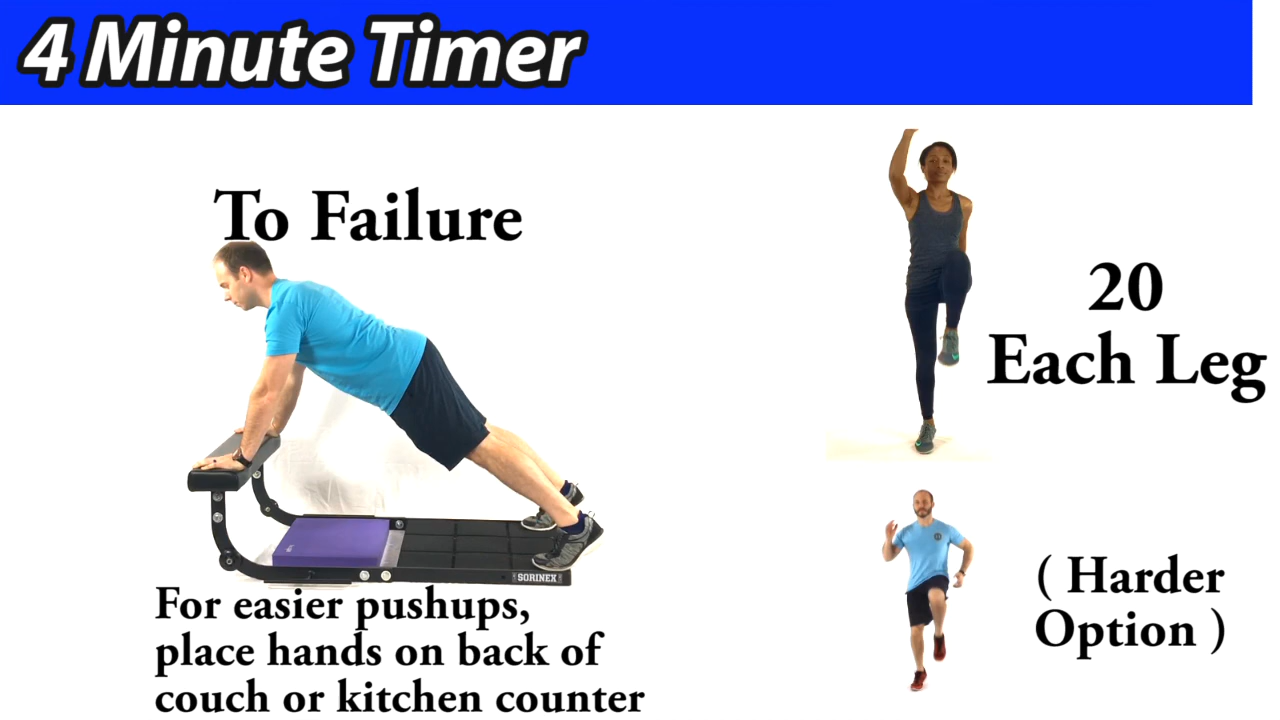 4 Minute Timer
To Failure
20
Each Leg
SORINEX
( Harder
Option )
For easier pushups,
place hands on back of
couch or kitchen counter